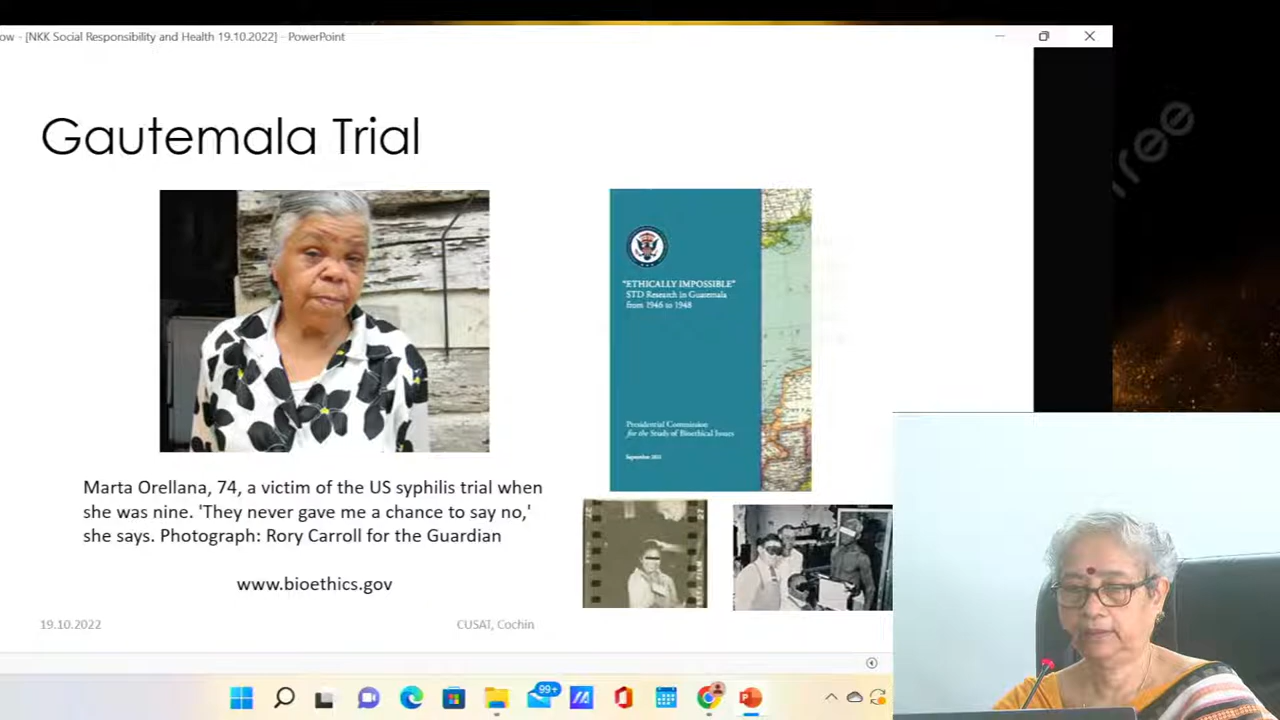 ow - [NKK Social Responsibility and Health 19.10.2022] - PowerPoint
Gautemala Trial
ree
"ETHICALLY IMPOSSIBLE"
STD Research in Guatemala
from 1946 to 1948
Presidential Commission
for the Study of Bioethical Issues
September 2011
Marta Orellana, 74, a victim of the US syphilis trial when
she was nine. 'They never gave me a chance to say no,'
she says. Photograph: Rory Carroll for the Guardian
www.bioethics.gov
19.10.2022
CUSAT, Cochin
99+